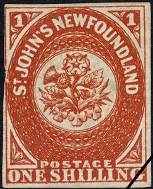 1 1
ST. JOHN'S NEWFOUNDLAND
POSTAGE
ONE SHILLING